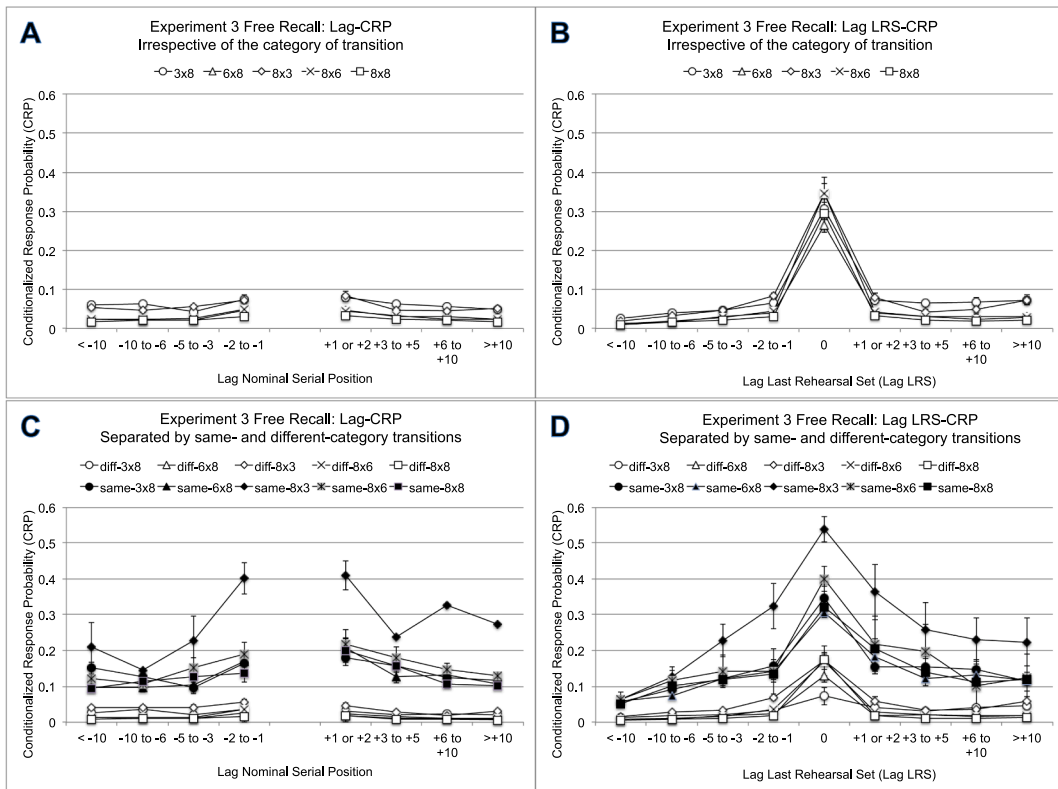 A
Experiment 3 Free Recall: Lag-CRP
Irrespective of the category of transition
3x8 6x8 8x3 8x6 8x8
Conditionalized Response Probability (CRP)
0.6
0.5
0.4
0.3
0.2
0.1
0
< -10 -10 to -6 -5 to -3 -2 to -1 +1 or +2 +3 to +5 +6 to >+10
+10
Lag Nominal Serial Position
B
Experiment 3 Free Recall: Lag LRS-CRP
Irrespective of the category of transition
3x8 6x8 8x3 8x6 8x8
Conditionalized Response Probability (CRP)
0.6
0.5
0.4
0.3
0.2
0.1
0
< -10 -10 to -6 -5 to -3 -2 to -1 0 +1 or +2 +3 to +5 +6 to >+10
+10
Lag Last Rehearsal Set (Lag LRS)
C
Experiment 3 Free Recall: Lag-CRP
Separated by same- and different-category transitions
diff-3x8 diff-6x8 diff-8x3 diff-8x6 diff-8x8
same-3x8 same-6x8 same-8x3 same-8x6 same-8x8
Conditionalized Response Probability (CRP)
0.6
0.5
0.4
0.3
0.2
0.1
0
< -10 -10 to -6 -5 to -3 -2 to -1 +1 or +2 +3 to +5 +6 to >+10
+10
Lag Nominal Serial Position
D
Experiment 3 Free Recall: Lag LRS-CRP
Separated by same- and different-category transitions
diff-3x8 diff-6x8 diff-8x3 diff-8x6 diff-8x8
same-3x8 same-6x8 same-8x3 same-8x6 same-8x8
Conditionalized Response Probability (CRP)
0.6
0.5
0.4
0.3
0.2
0.1
0
< -10 -10 to -6 -5 to -3 -2 to -1 0 +1 or +2 +3 to +5 +6 to >+10
+10
Lag Last Rehearsal Set (Lag LRS)